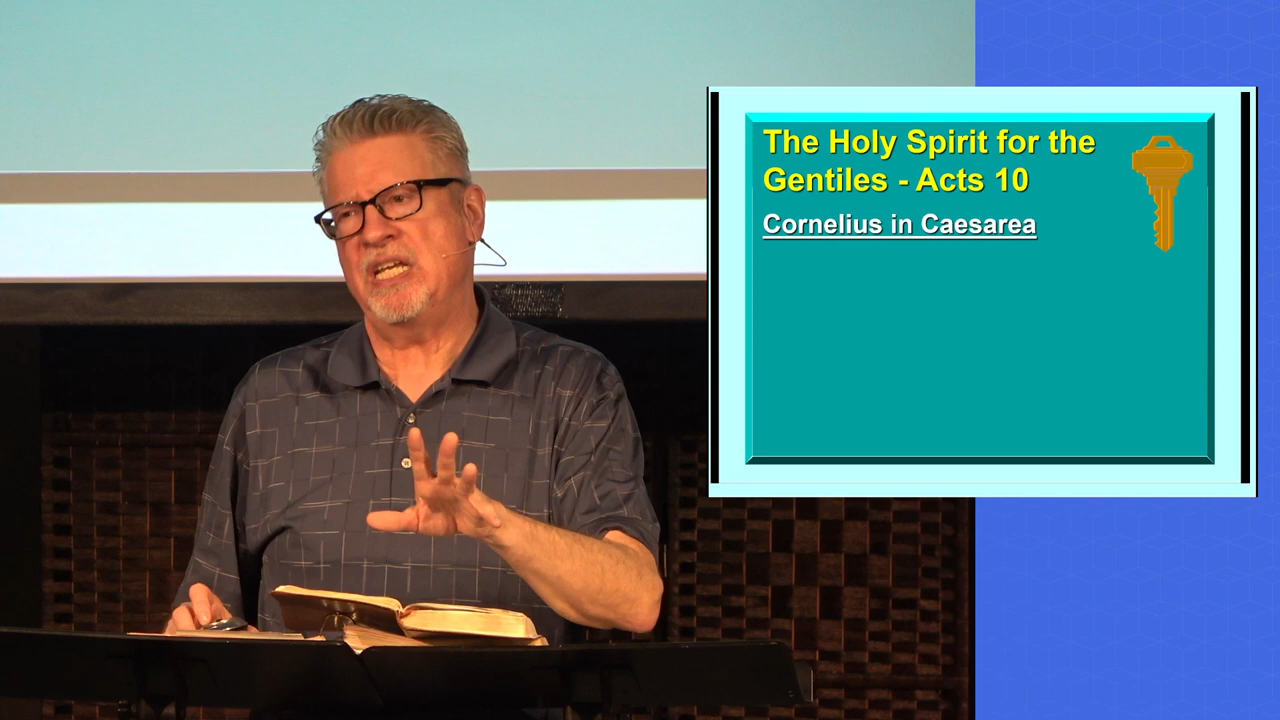 The Holy Spirit for the
Gentiles - Acts 10
Cornelius in Caesarea